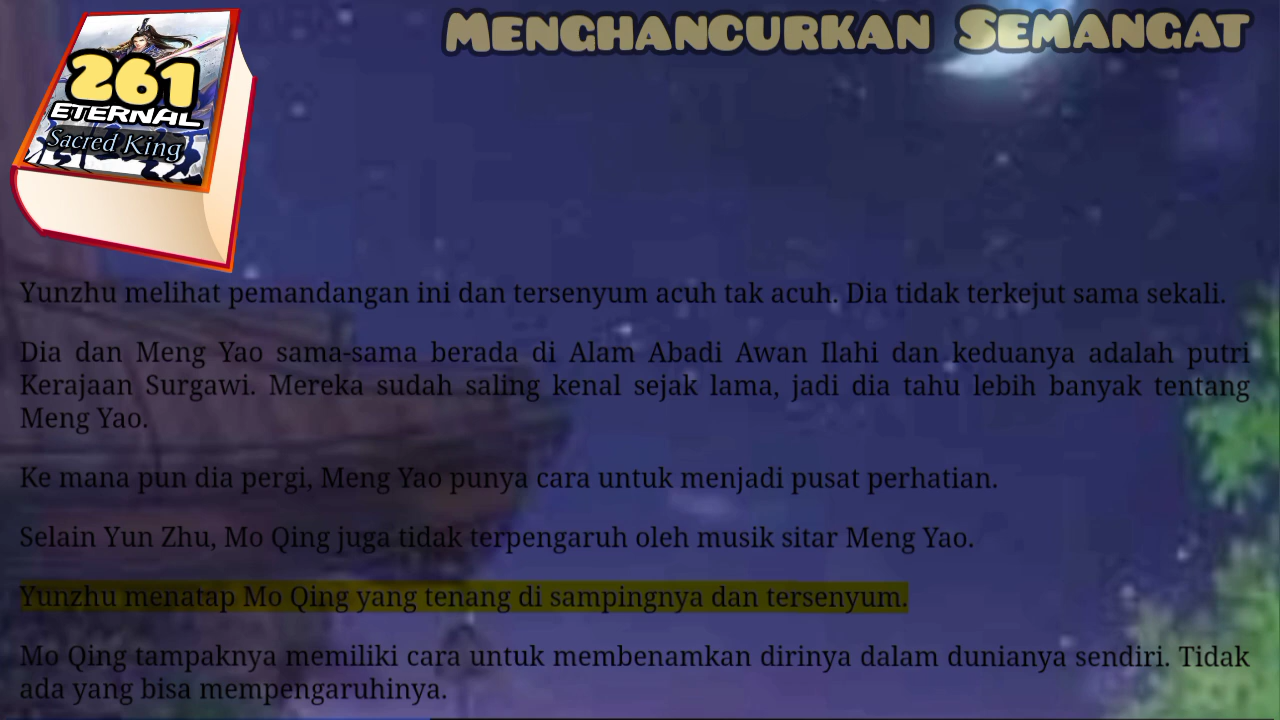 Menghancurkan Semangat
261
ETERNAL
Sacred King
Yunzhu melihat pemandangan ini dan tersenyum acuh tak acuh. Dia tidak terkejut sama sekali.
Dia dan Meng Yao sama-sama berada di Alam Abadi Awan Ilahi dan keduanya adalah putri
Kerajaan Surgawi. Mereka sudah saling kenal sejak lama, jadi dia tahu lebih banyak tentang
Meng Yao.
Ke mana pun dia pergi, Meng Yao punya cara untuk menjadi pusat perhatian.
Selain Yun Zhu, Mo Qing juga tidak terpengaruh oleh musik sitar Meng Yao.
Yunzhu menatap Mo Qing yang tenang di sampingnya dan tersenyum.
Mo Qing tampaknya memiliki cara untuk membenamkan dirinya dalam dunianya sendiri. Tidak
ada yang bisa mempengaruhinya.